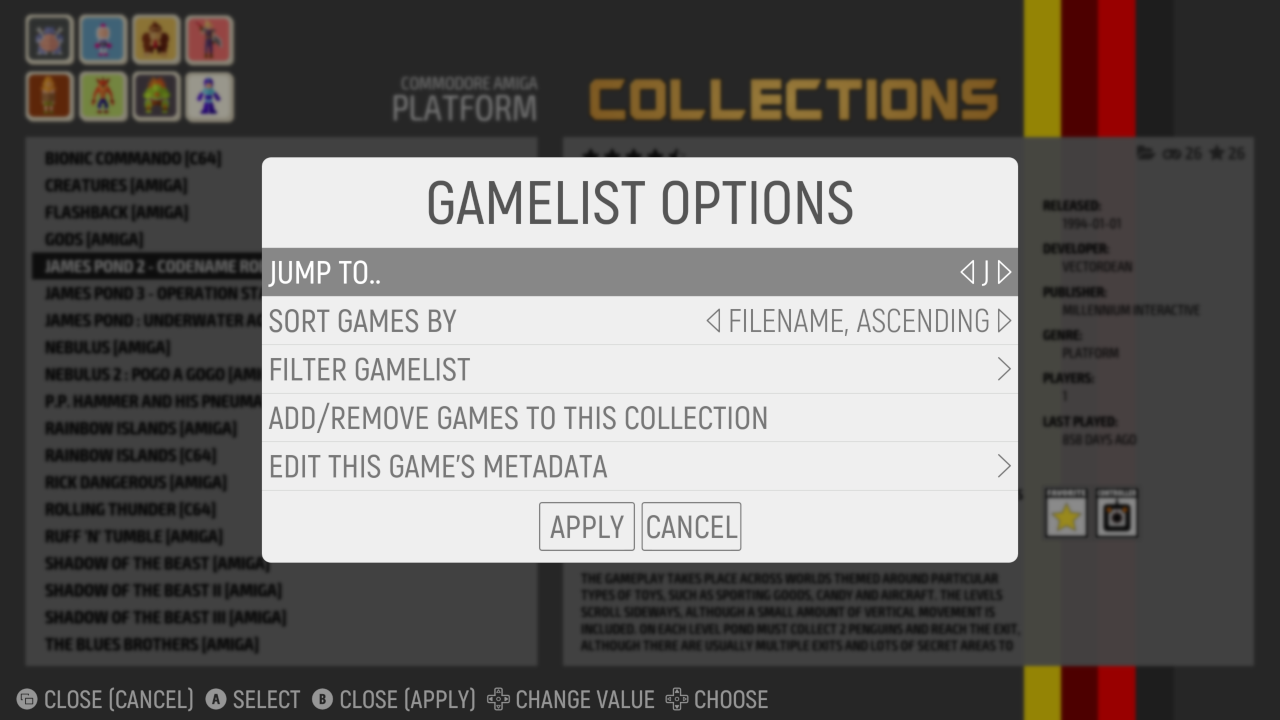 COMMODORE AMIGA
PLATFORM
COLLECTIONS
BIONIC COMMANDO [C64]
CREATURES [AMIGA]
FLASHBACK [AMIGA]
GODS [AMIGA]
JAMES POND 2 - CODENAME
JAMES POND 3 - OPERATION
JAMES POND : UNDERWATER
NEBULUS [AMIGA]
NEBULUS 2 : POGO A GOGO
P.P. HAMMER AND HIS
RAINBOW ISLANDS [AMIGA]
RAINBOW ISLANDS [C64]
RICK DANGEROUS [AMIGA]
ROLLING THUNDER [C64]
RUFF 'N' TUMBLE [AMIGA]
SHADOW OF THE BEAST [AMIGA]
SHADOW OF THE BEAST II [AMIGA]
SHADOW OF THE BEAST III [AMIGA]
THE BLUES BROTHERS [AMIGA]
GAMELIST OPTIONS
JUMP TO..
J
SORT GAMES BY
FILENAME, ASCENDING
FILTER GAMELIST
ADD/REMOVE GAMES TO THIS COLLECTION
EDIT THIS GAME'S METADATA
APPLY
CANCEL
26
26
RELEASED:
1994-01-01
DEVELOPER:
VECTORDEAN
PUBLISHER:
MILLENNIUM INTERACTIVE
GENRE:
PLATFORM
PLAYERS:
1
LAST PLAYED:
858 DAYS AGO
THE GAMEPLAY TAKES PLACE ACROSS WORLDS THEMED AROUND PARTICULAR
TYPES OF TOYS, SUCH AS SPORTING GOODS, CANDY AND AIRCRAFT. THE LEVELS
SCROLL SIDEWAYS, ALTHOUGH A SMALL AMOUNT OF VERTICAL MOVEMENT IS
INCLUDED. ON EACH LEVEL POND MUST COLLECT 2 PENGUINS AND REACH THE EXIT,
ALTHOUGH THERE ARE USUALLY MULTIPLE EXITS AND LOTS OF SECRET AREAS TO
CLOSE (CANCEL)
A SELECT
B CLOSE (APPLY)
CHANGE VALUE
CHOOSE